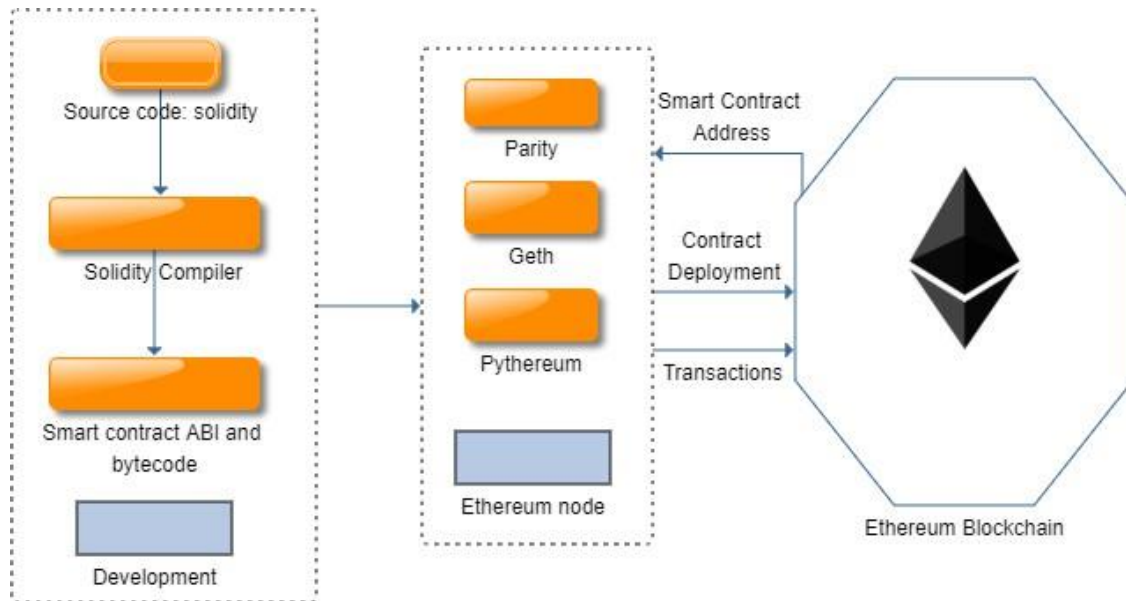 Source code: solidity
Solidity Compiler
Smart contract ABI and
bytecode
Development
Parity
Geth
Pythereum
Ethereum node
Smart Contract
Address
Contract
Deployment
Transactions
Ethereum Blockchain